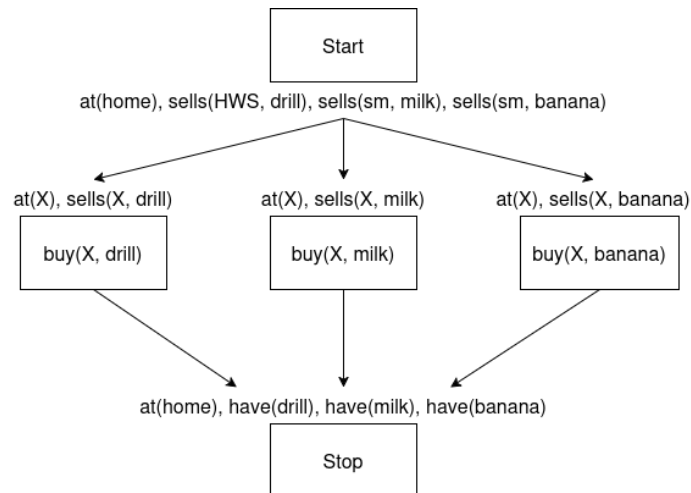 Start
at(home), sells(HWS, drill), sells(sm, milk), sells(sm, banana)
at(X), sells(X, drill)
at(X), sells(X, milk)
at(X), sells(X, banana)
buy(X, drill)
buy(X, milk)
buy(X, banana)
at(home), have(drill), have(milk), have(banana)
Stop